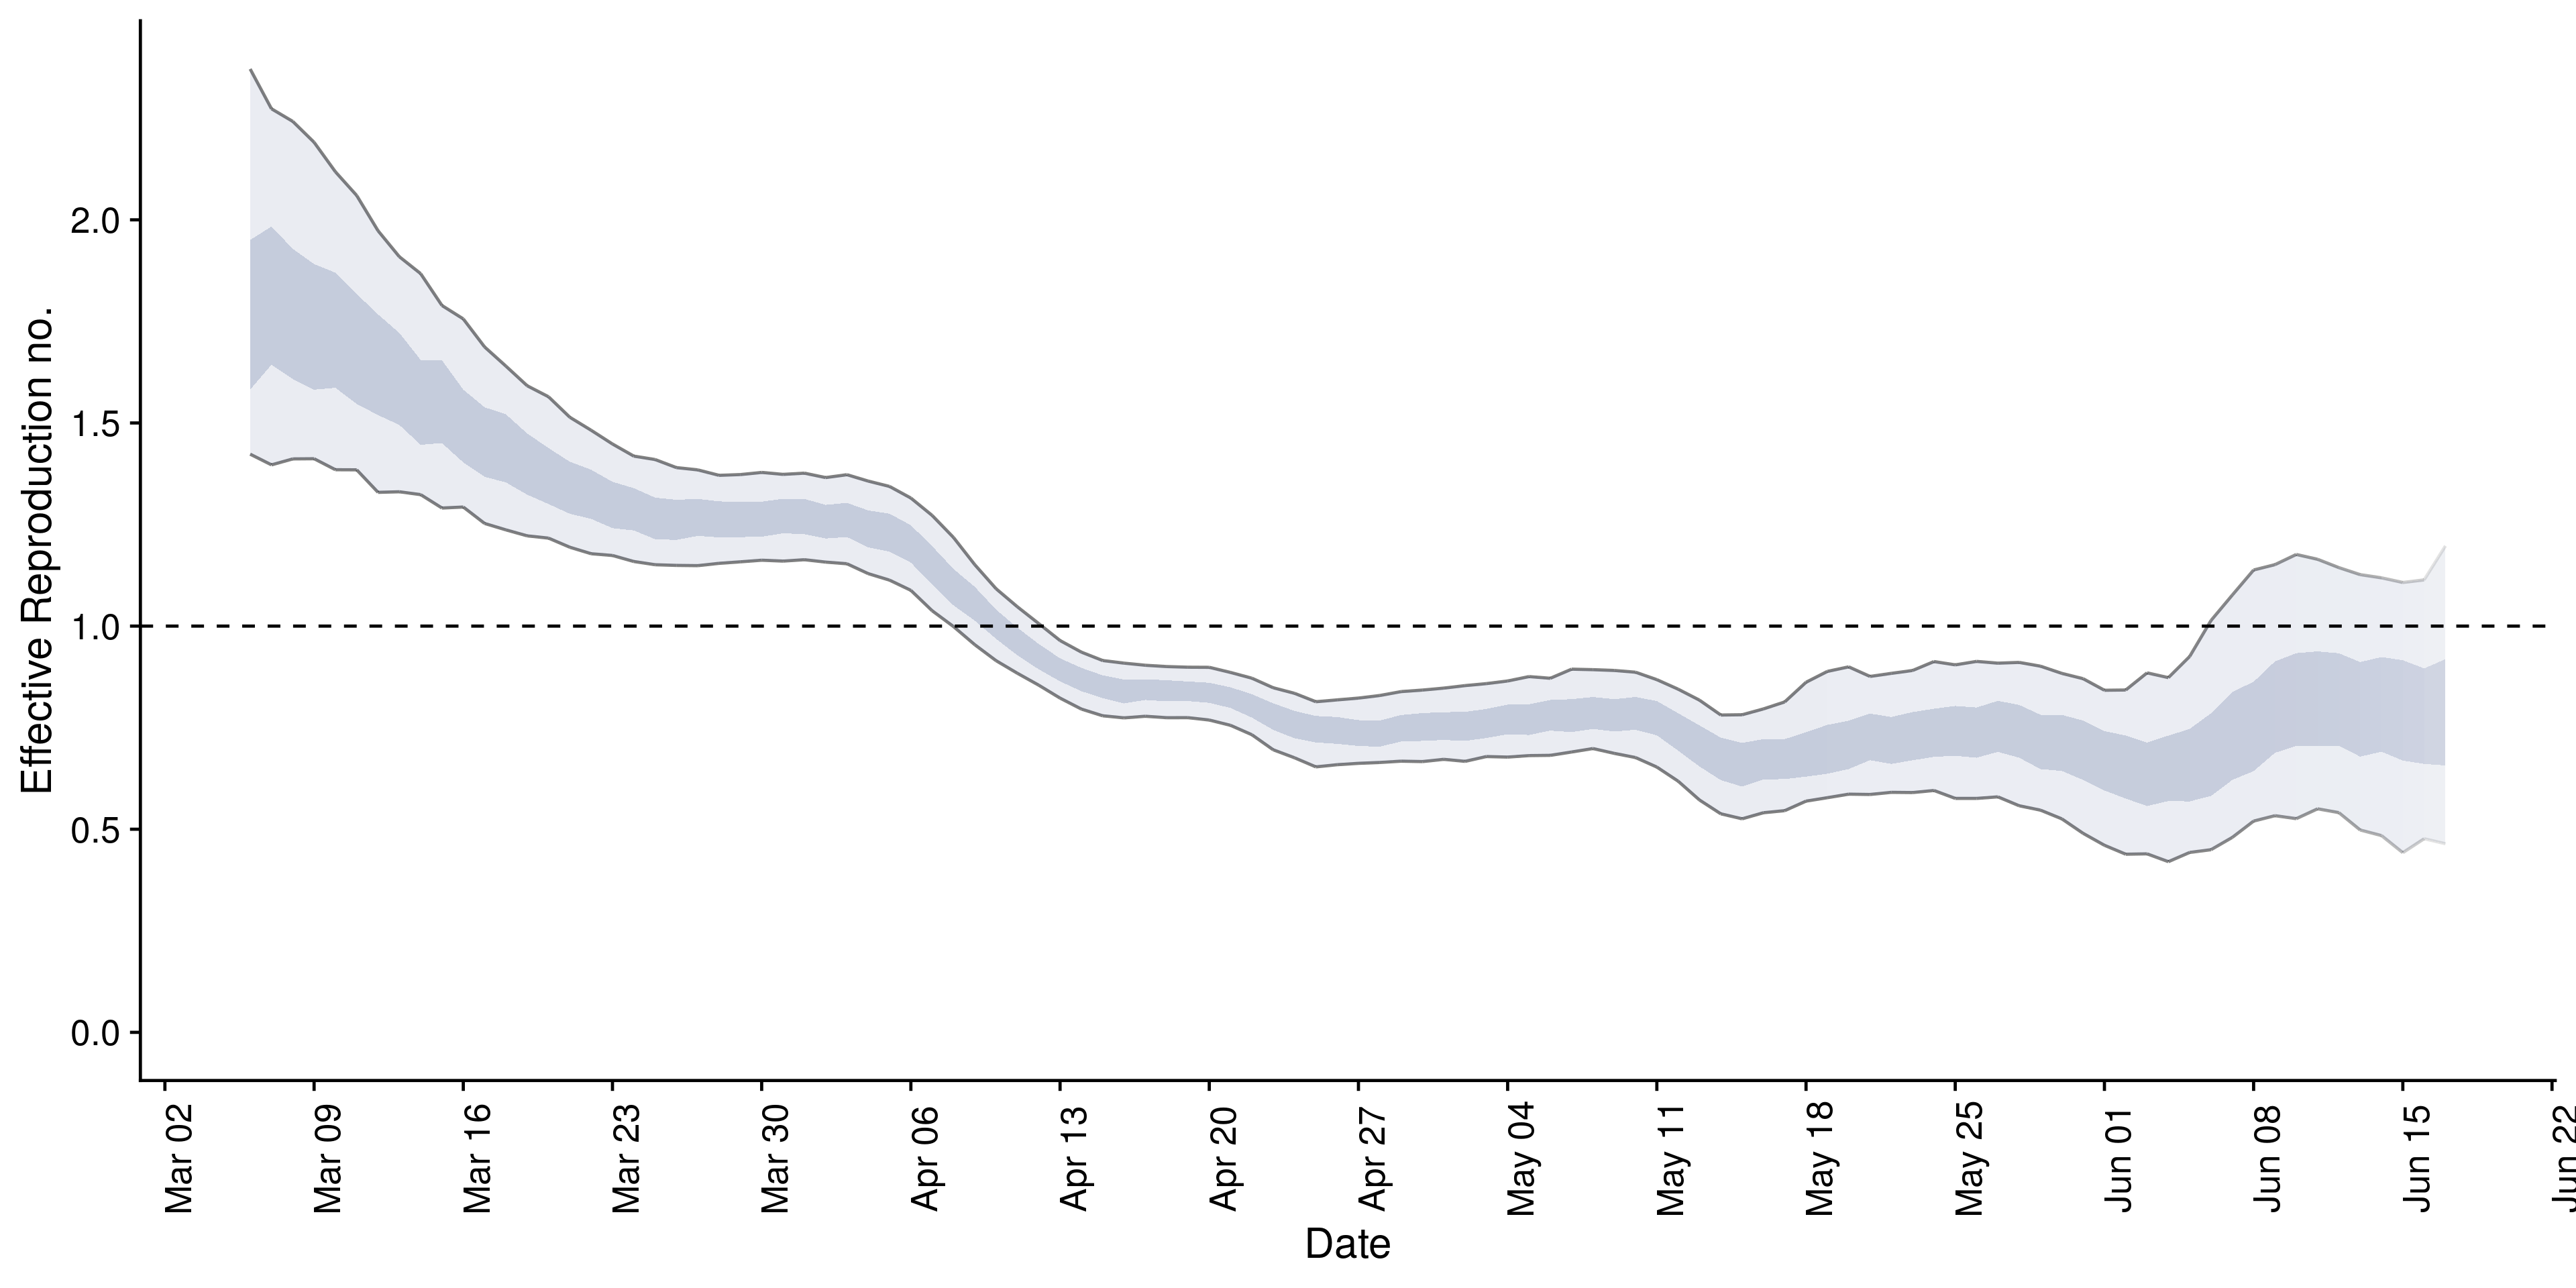 Effective Reproduction no.
2.0
1.5
1.0
0.5
0.0
Mar 02
Mar 09
Mar 16
Mar 23
Mar 30
Apr 06
Apr 13
Apr 20
Apr 27
May 04
May 11
May 18
May 25
Jun 01
Jun 08
Jun 15
Jun 22
Date